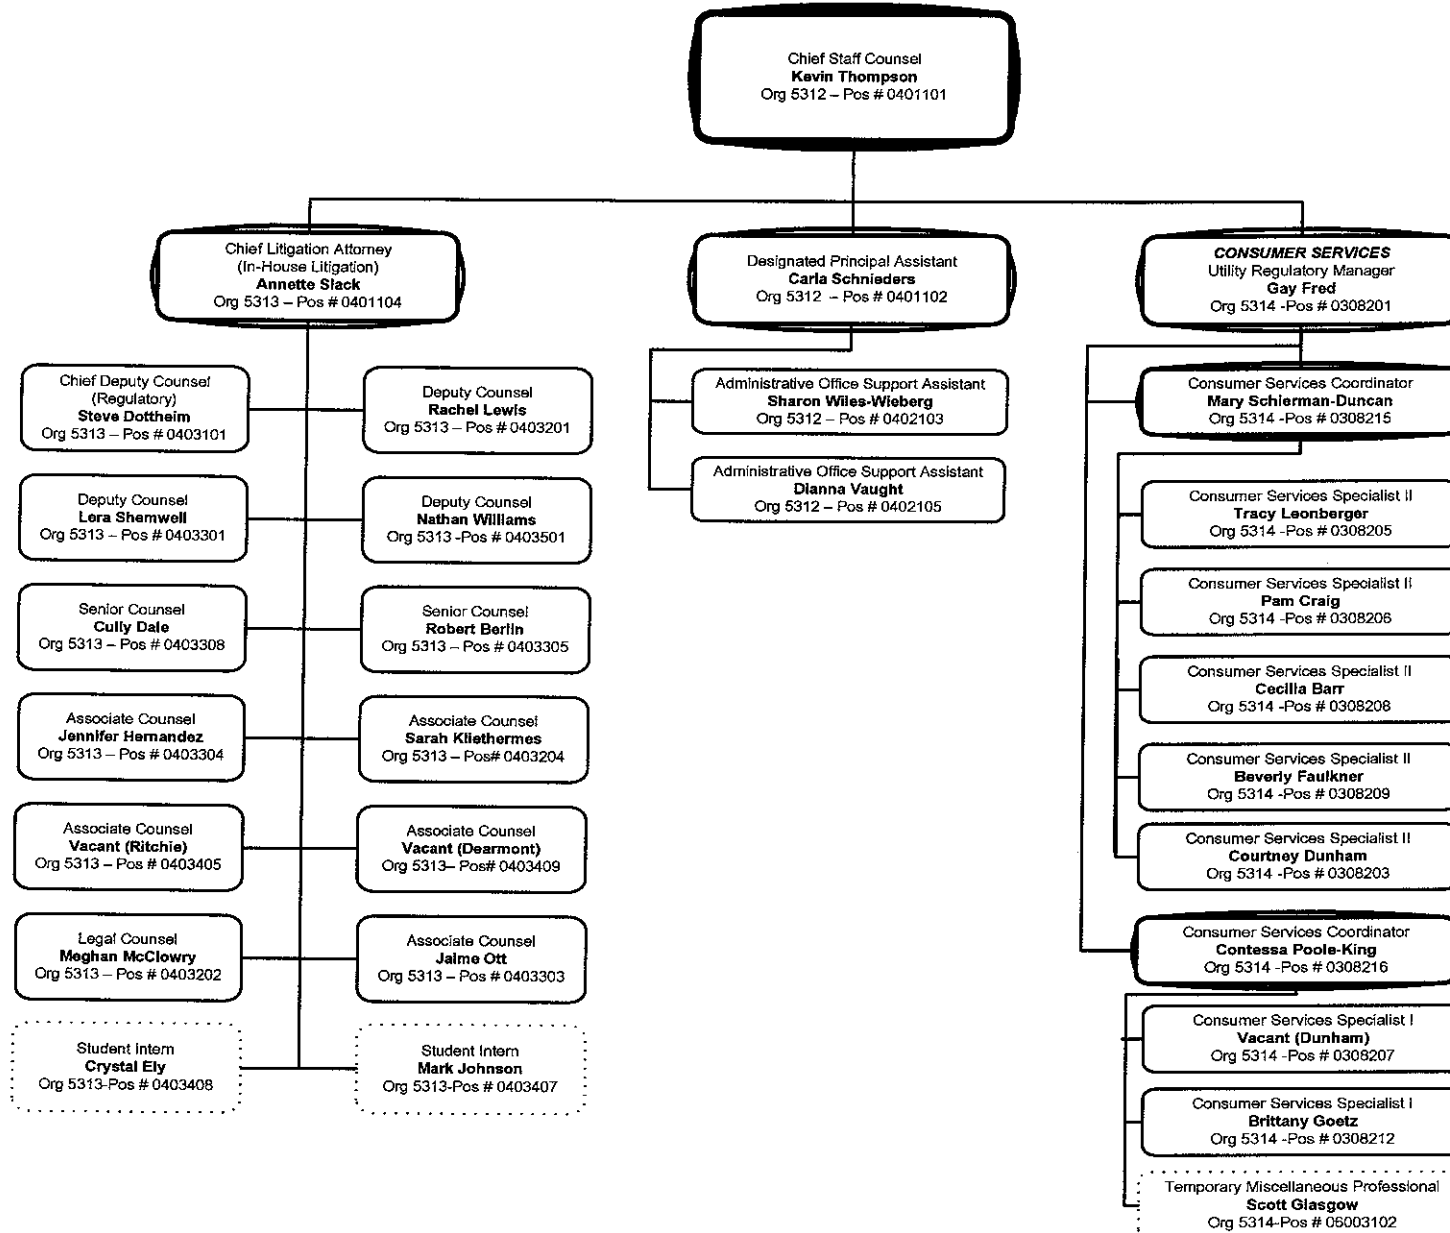 Chief Staff Counsel
Kevin Thompson
Org 5312 – Pos # 0401101
Chief Litigation Attorney
(In-House Litigation)
Annette Slack
Org 5313 – Pos # 0401104
Designated Principal Assistant
Carla Schnieders
Org 5312 – Pos # 0401102
CONSUMER SERVICES
Utility Regulatory Manager
Gay Fred
Org 5314 -Pos # 0308201
Chief Deputy Counsel
(Regulatory)
Steve Dottheim
Org 5313 – Pos # 0403101
Deputy Counsel
Rachel Lewis
Org 5313 – Pos # 0403201
Deputy Counsel
Lera Shemwell
Org 5313 – Pos # 0403301
Deputy Counsel
Nathan Williams
Org 5313 -Pos # 0403501
Senior Counsel
Cully Dale
Org 5313 – Pos # 0403308
Senior Counsel
Robert Berlin
Org 5313 – Pos # 0403305
Associate Counsel
Jennifer Hernandez
Org 5313 – Pos # 0403304
Associate Counsel
Sarah Kliethermes
Org 5313 – Pos# 0403204
Associate Counsel
Vacant (Ritchie)
Org 5313 – Pos # 0403405
Associate Counsel
Vacant (Dearmont)
Org 5313– Pos# 0403409
Legal Counsel
Meghan McClowry
Org 5313 – Pos # 0403202
Associate Counsel
Jaime Ott
Org 5313 – Pos # 0403303
Student Intern
Crystal Ely
Org 5313-Pos # 0403408
Student Intern
Mark Johnson
Org 5313-Pos # 0403407
Administrative Office Support Assistant
Sharon Wiles-Wieberg
Org 5312 – Pos # 0402103
Administrative Office Support Assistant
Dianna Vaught
Org 5312 – Pos # 0402105
Consumer Services Coordinator
Mary Schierman-Duncan
Org 5314 -Pos # 0308215
Consumer Services Specialist II
Tracy Leonberger
Org 5314 -Pos # 0308205
Consumer Services Specialist II
Pam Craig
Org 5314 -Pos # 0308206
Consumer Services Specialist II
Cecilia Barr
Org 5314 -Pos # 0308208
Consumer Services Specialist II
Beverly Faulkner
Org 5314 -Pos # 0308209
Consumer Services Specialist II
Courtney Dunham
Org 5314 -Pos # 0308203
Consumer Services Coordinator
Contessa Poole-King
Org 5314 -Pos # 0308216
Consumer Services Specialist I
Vacant (Dunham)
Org 5314 -Pos # 0308207
Consumer Services Specialist I
Brittany Goetz
Org 5314 -Pos # 0308212
Temporary Miscellaneous Professional
Scott Glasgow
Org 5314-Pos # 06003102